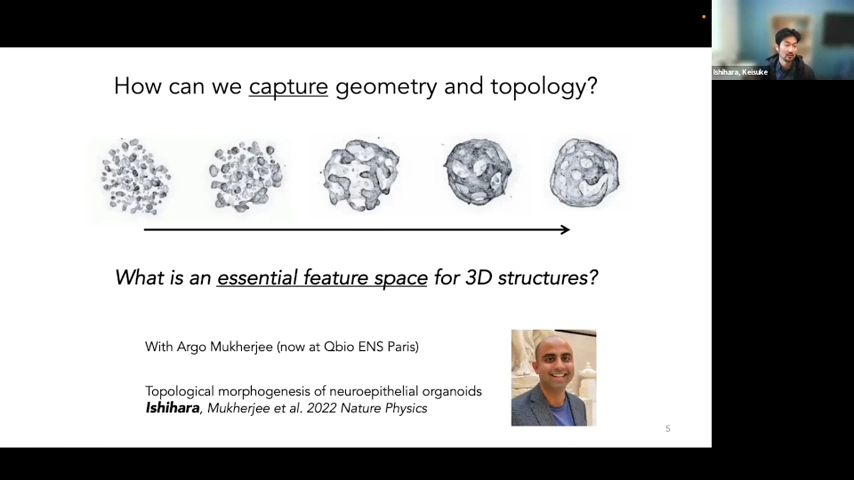 How can we capture geometry and topology?
Ishihara, Keisuke
What is an essential feature space for 3D structures?
With Argo Mukherjee (now at Qbio ENS Paris)
Topological morphogenesis of neuroepithelial organoids
Ishihara, Mukherjee et al. 2022 Nature Physics
5